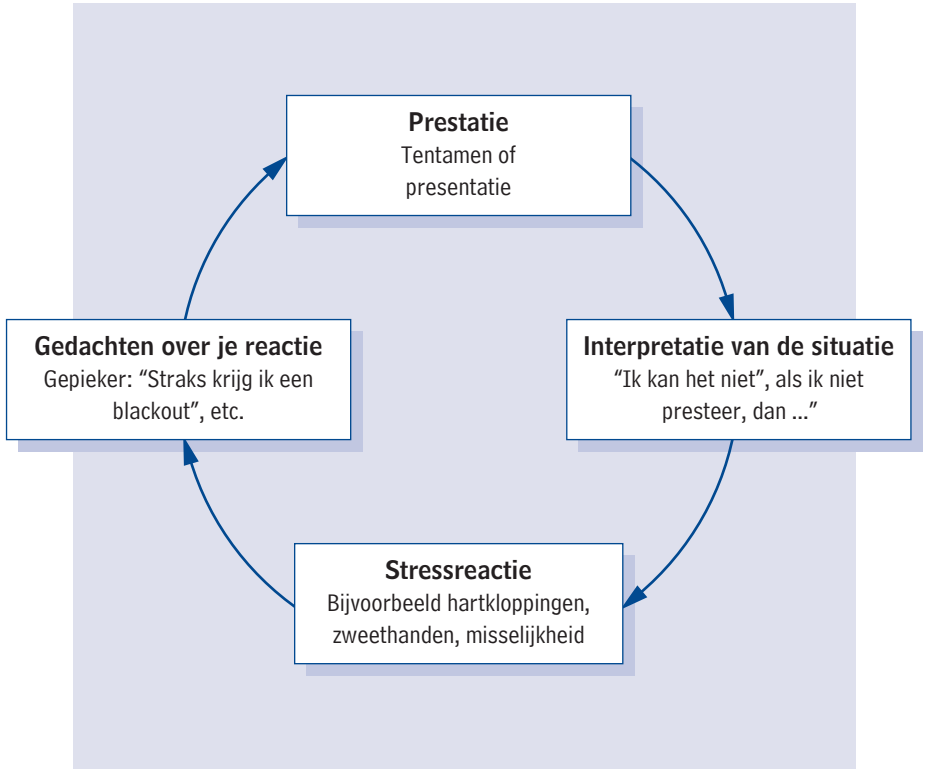 Prestatie
Tentamen of
presentatie
Interpretatie van de situatie
“Ik kan het niet”, als ik niet
presteer, dan ...”
Stressreactie
Bijvoorbeeld hartkloppingen,
zweethanden, misselijkheid
Gedachten over je reactie
Gepieker: “Straks krijg ik een
blackout”, etc.